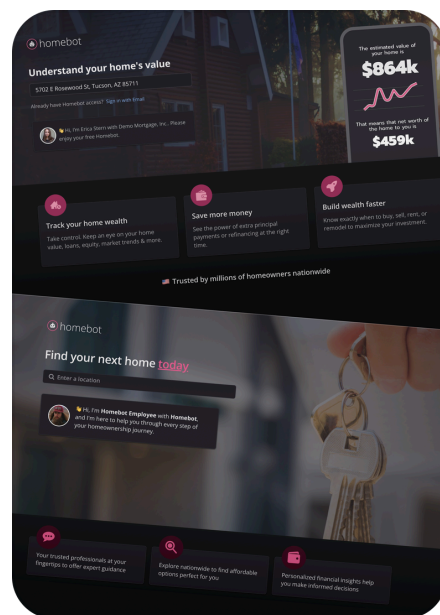 homebot
Understand your home's value
5702 E Rosewood St, Tucson, AZ 85711
Already have Homebot access? Sign in with Email
👋 Hi, I'm Erica Stern with Demo Mortgage, Inc.. Please
enjoy your free Homebot.
The estimated value of
your home is
$864k
That means that net worth of
the home to you is
$459k
Track your home wealth
Take control. Keep an eye on your home
value, loans, equity, market trends & more.
Save more money
See the power of extra principal
payments or refinancing at the right
time.
Build wealth faster
Know exactly when to buy, sell, rent, or
remodel to maximize your investment.
🇺🇸 Trusted by millions of homeowners nationwide
homebot
Find your next home today
Enter a location
👋 Hi, I'm Homebot Employee with Homebot,
and I'm here to help you through every step of
your homeownership journey.
Your trusted professionals at your
fingertips to offer expert guidance
Explore nationwide to find affordable
options perfect for you
Personalized financial insights help
you make informed decisions